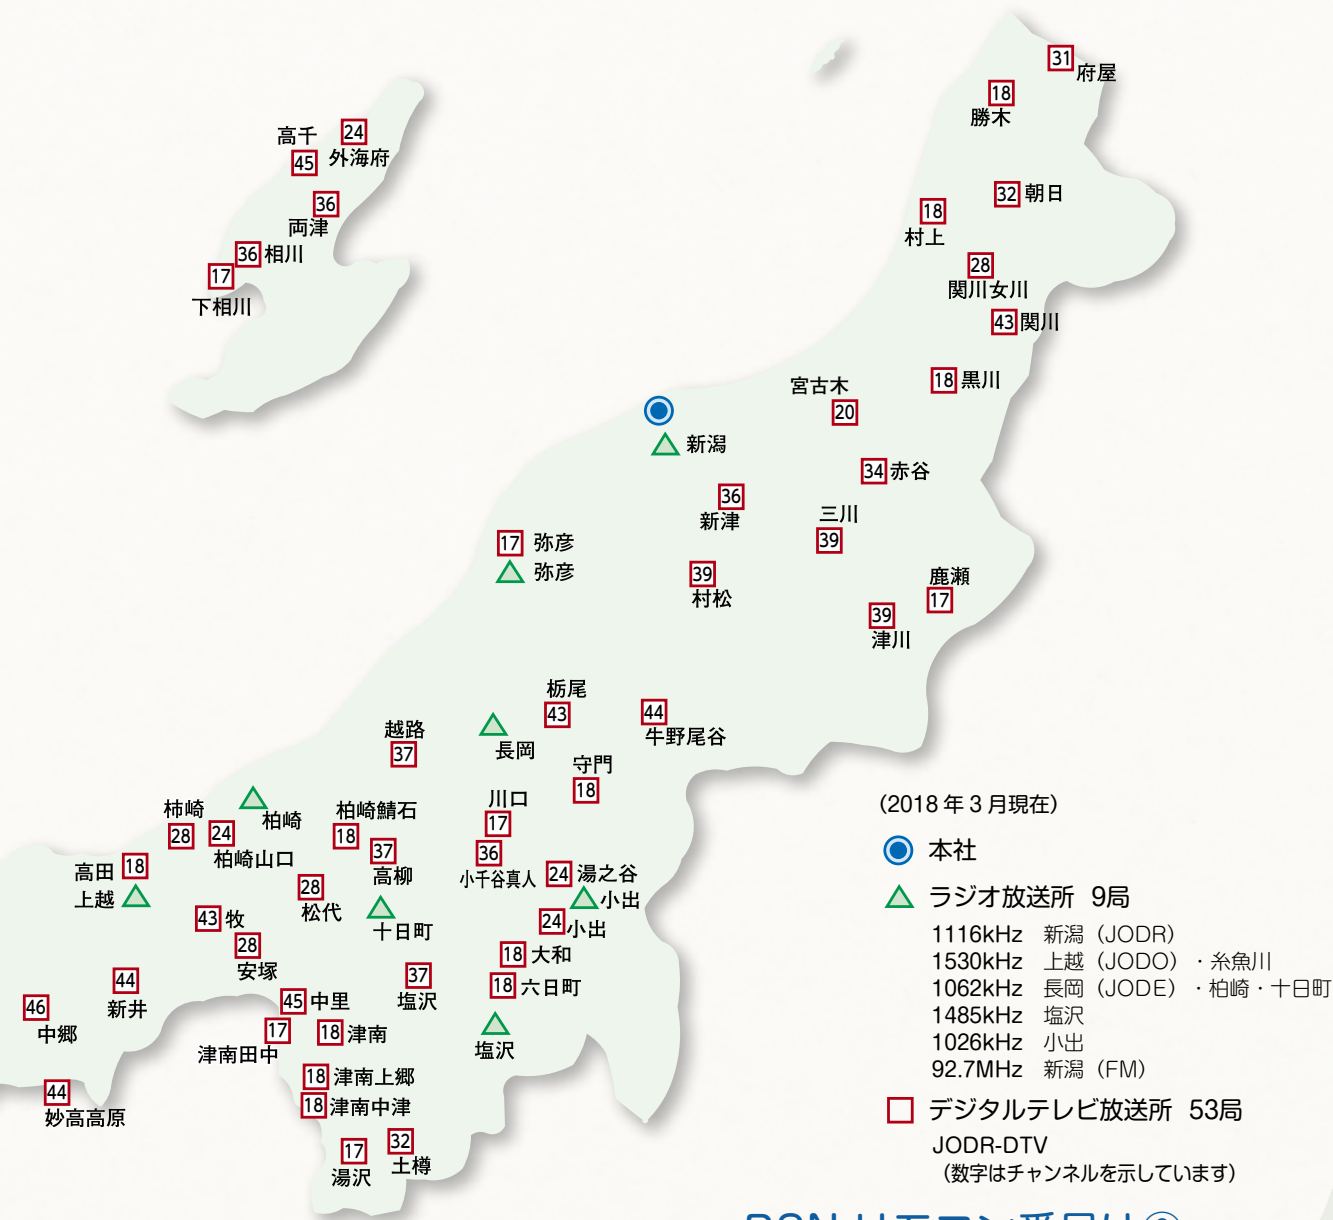 31
府屋
18
勝木
高千
24
45
外海府
32 朝日
36
両津
18
村上
36 相川
17
下相川
28
関川女川
43 関川
宮古木
20
18 黒川
新潟
34 赤谷
36
新津
三川
39
17 弥彦
弥彦
39
村松
鹿瀬
17
39
津川
栃尾
43
44
牛野尾谷
越路
37
長岡
守門
18
柿崎
28
24
柏崎山口
柏崎
柏崎鯖石
18
37
高柳
川口
17
36
小千谷真人
高田 18
上越
24 湯之谷
小出
28
松代
十日町
24 小出
43 牧
28
安塚
18 大和
44
新井
37
塩沢
18 六日町
46
中郷
45 中里
17
津南田中
18 津南
塩沢
18 津南上郷
44
妙高高原
18 津南中津
17
湯沢
32
土樽
(2018年3月現在)
本社
ラジオ放送所 9局
1116kHz 新潟（JODR）
1530kHz 上越（JODO）・糸魚川
1062kHz 長岡（JODE）・柏崎・十日町
1485kHz 塩沢
1026kHz 小出
92.7MHz 新潟（FM）
デジタルテレビ放送所 53局
JODR-DTV
（数字はチャンネルを示しています）